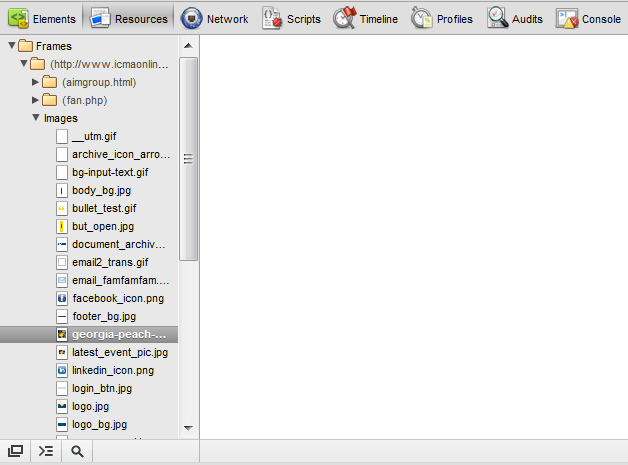 Elements Resources Network Scripts Timeline Profiles Audits Console
Frames
(http://www.icmaonlin...
(aimgroup.html)
(fan.php)
Images
__utm.gif
archive_icon_arro...
bg-input-text.gif
body_bg.jpg
bullet_test.gif
but_open.jpg
document_archiv...
email2_trans.gif
email_famfamfam....
facebook_icon.png
footer_bg.jpg
georgia-peach-...
latest_event_pic.jpg
linkedin_icon.png
login_btn.jpg
logo.jpg
logo_bg.jpg